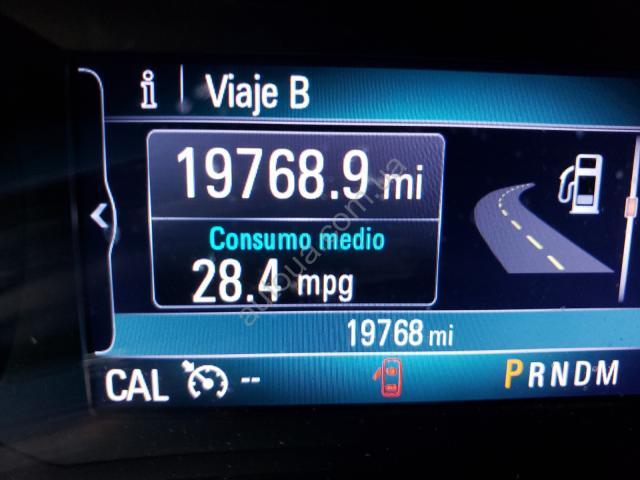 i | Viaje B
19768.9 mi
Consumo medio
28.4 mpg
19768 mi
CAL -- PRNDM